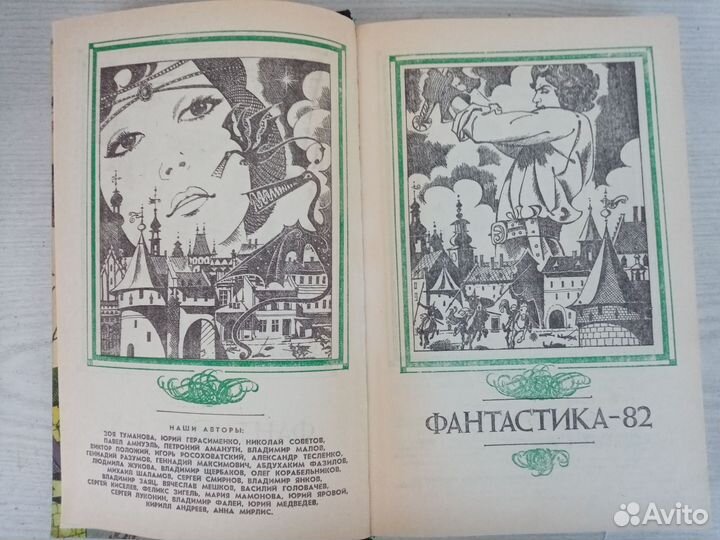 НАШИ АВТОРЫ:
ЗОЯ ТУМАНОВА, ЮРИЙ ГЕРАСИМЕНКО, НИКОЛАЙ СОВЕТОВ,
ПАВЕЛ АМНУЭЛЬ, ПЕТРОНИЙ АМАНУТИ, ВЛАДИМИР МАЛОВ,
ВИКТОР ПОЛОЖИЙ, ИГОРЬ РОСОХОВАТСКИЙ, АЛЕКСАНДР ТЕСЛЕНКО,
ГЕННАДИЙ РАЗУМОВ, ГЕННАДИЙ МАКСИМОВИЧ, АБДУХАКИМ ФАЗИЛОВ,
ЛЮДМИЛА ЖУКОВА, ВЛАДИМИР ЩЕРБАКОВ, ОЛЕГ КОРАБЕЛЬНИКОВ,
МИХАИЛ ШАЛАМОВ, СЕРГЕЙ СМИРНОВ, ВЛАДИМИР ЯНКОВ,
ВЛАДИМИР ЗАЯЦ, ВЯЧЕСЛАВ МЕШКОВ, ВАСИЛИЙ ГОЛОВАЧЕВ,
СЕРГЕЙ КИСЕЛЕВ, ФЕЛИКС ЗИГЕЛЬ, МАРИЯ МАМОНОВА, ЮРИЙ ЯРОВОЙ,
СЕРГЕЙ ЛУКОНИН, ВЛАДИМИР ФАЛЕЙ, ЮРИЙ МЕДВЕДЕВ,
КИРИЛЛ АНДРЕЕВ, АННА МИРЛИС.
ФАНТАСТИКА-82
Avito